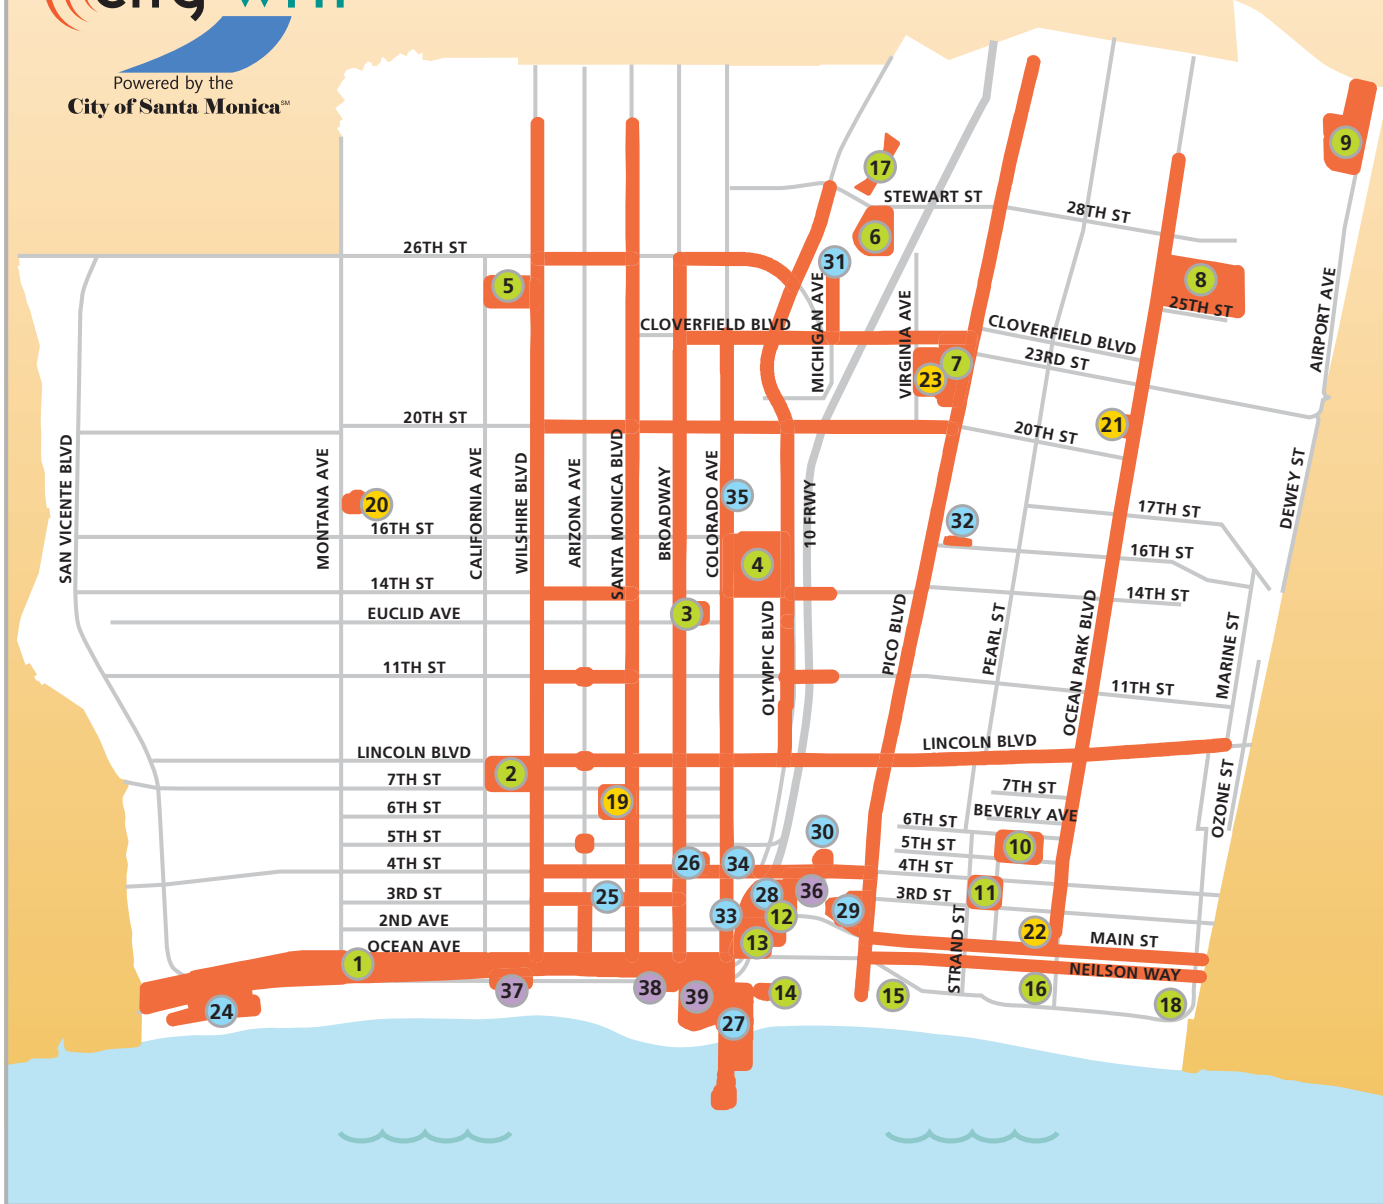 city wifi
Powered by the
City of Santa Monica℠
9
17
STEWART ST
28TH ST
6
26TH ST
31
5
8
25TH ST
MICHIGAN AVE
VIRGINIA AVE
AIRPORT AVE
CLOVERFIELD BLVD
CLOVERFIELD BLVD
23RD ST
7
23
20TH ST
21
20TH ST
SAN VICENTE BLVD
MONTANA AVE
CALIFORNIA AVE
WILSHIRE BLVD
ARIZONA AVE
SANTA MONICA BLVD
BROADWAY
COLORADO AVE
10 FRWY
DEWEY ST
20
35
16TH ST
32
17TH ST
16TH ST
4
14TH ST
14TH ST
EUCLID AVE
3
OLYMPIC BLVD
PICO BLVD
PEARL ST
OCEAN PARK BLVD
MARINE ST
11TH ST
11TH ST
LINCOLN BLVD
LINCOLN BLVD
2
7TH ST
7TH ST
OZONE ST
19
6TH ST
BEVERLY AVE
6TH ST
5TH ST
30
5TH ST
10
4TH ST
26
34
4TH ST
3RD ST
25
28
36
3RD ST
11
2ND AVE
33
12
29
STRAND ST
22
OCEAN AVE
13
MAIN ST
1
NEILSON WAY
37
38
39
14
15
16
18
24
27